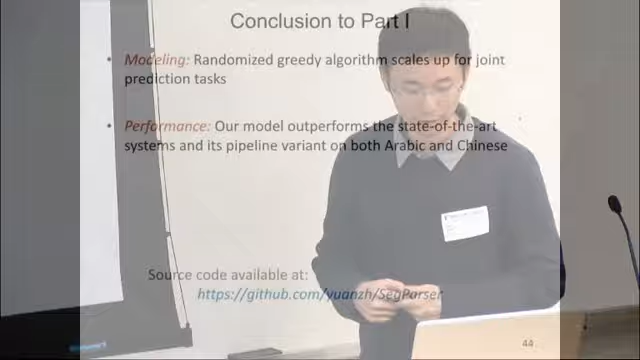 Conclusion to Part I
• Modeling: Randomized greedy algorithm scales up for joint
prediction tasks
• Performance: Our model outperforms the state-of-the-art
systems and its pipeline variant on both Arabic and Chinese
Source code available at:
https://github.com/yuanzh/SegParser
44